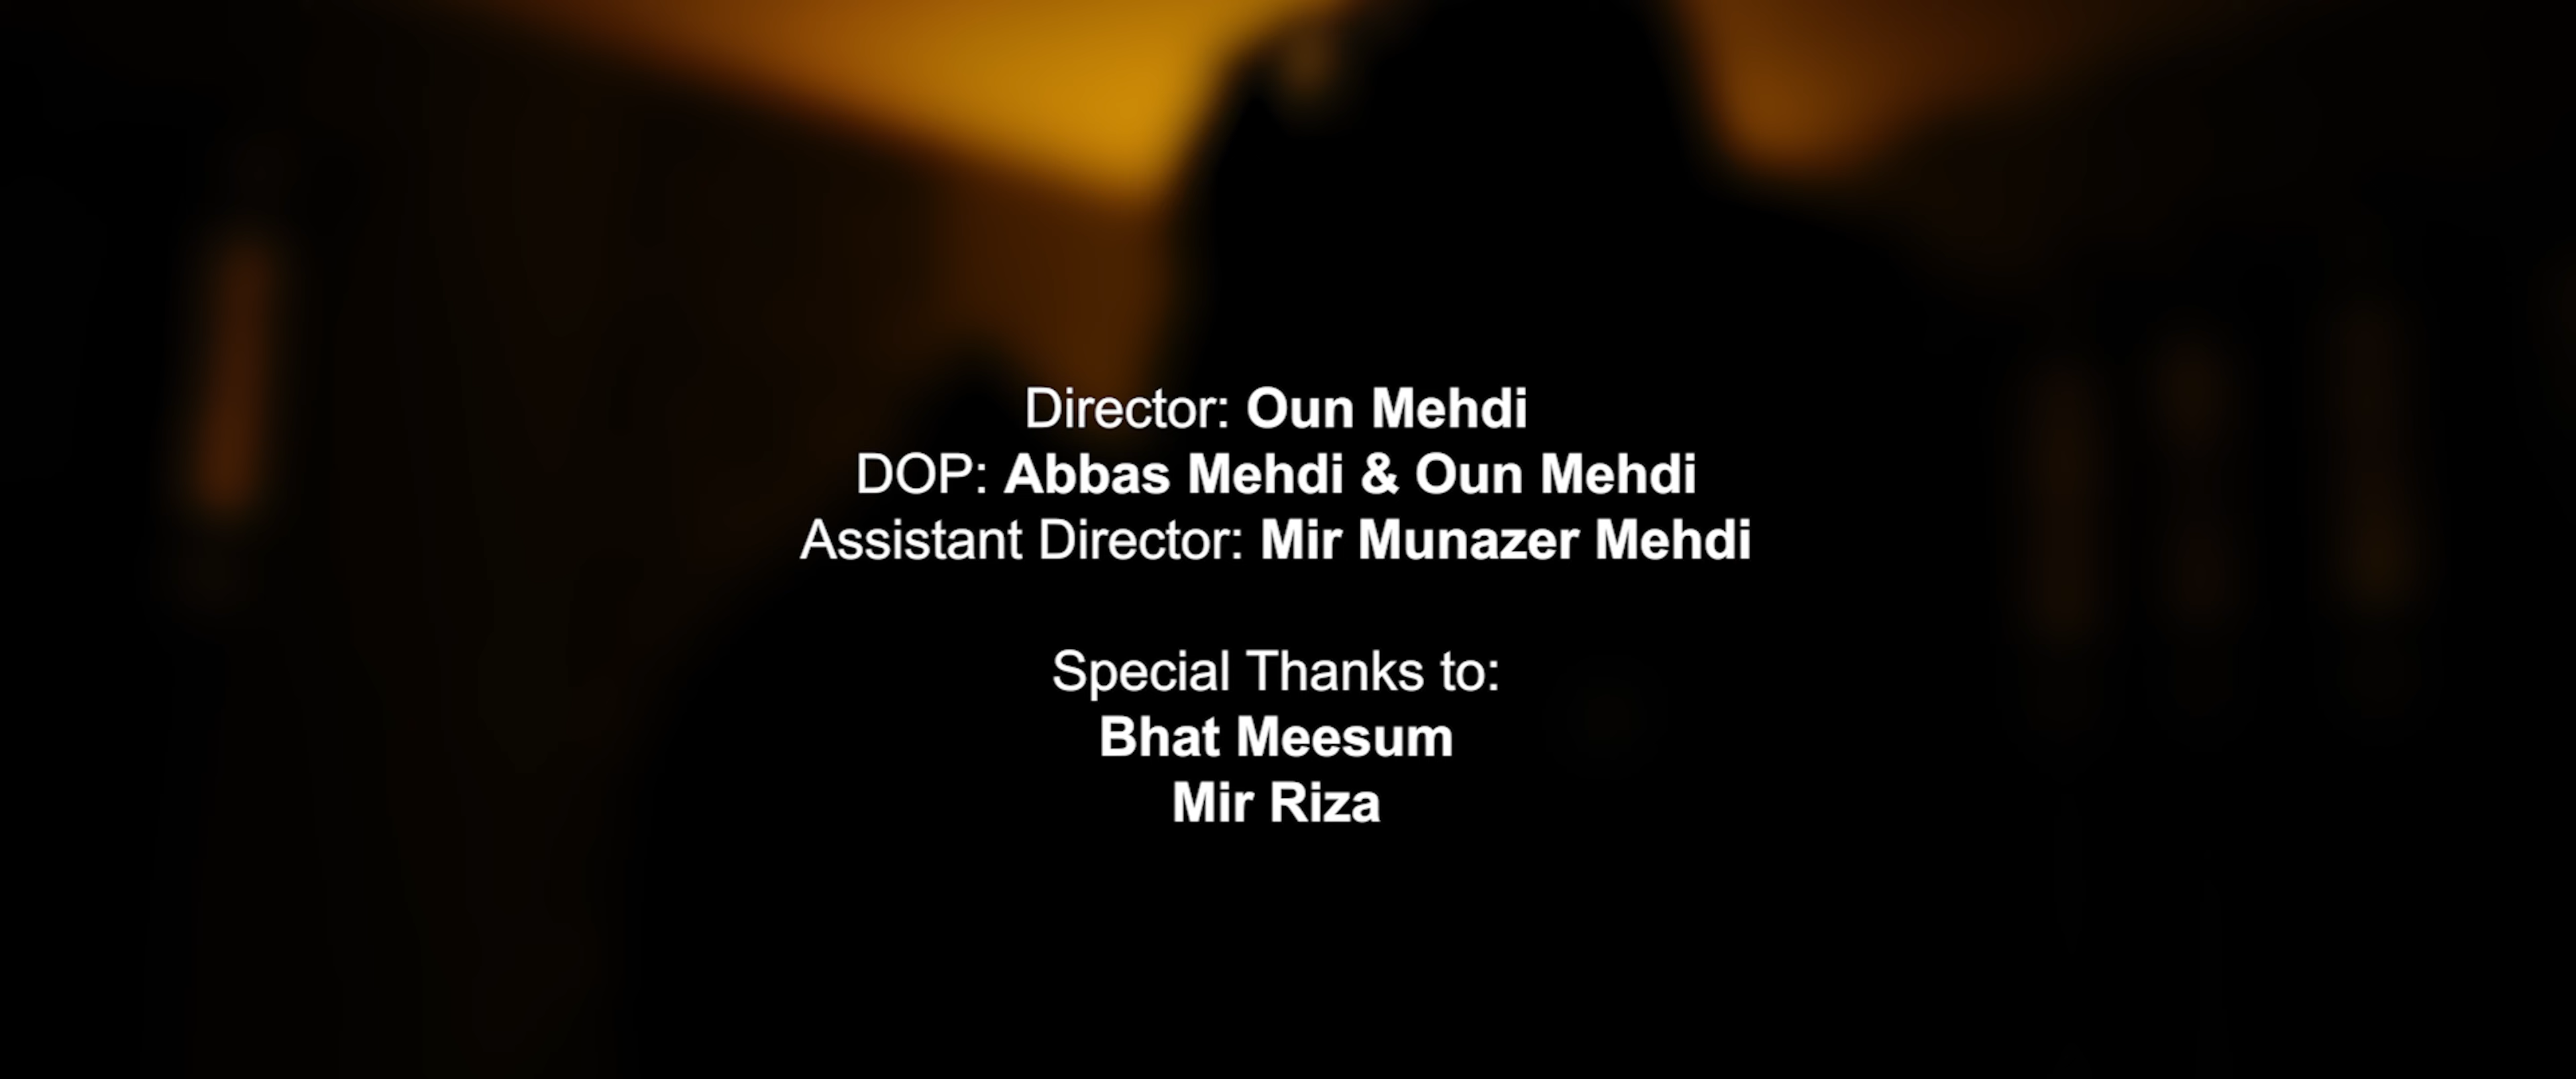 Director: Oun Mehdi
DOP: Abbas Mehdi & Oun Mehdi
Assistant Director: Mir Munazer Mehdi
Special Thanks to:
Bhat Meesum
Mir Riza